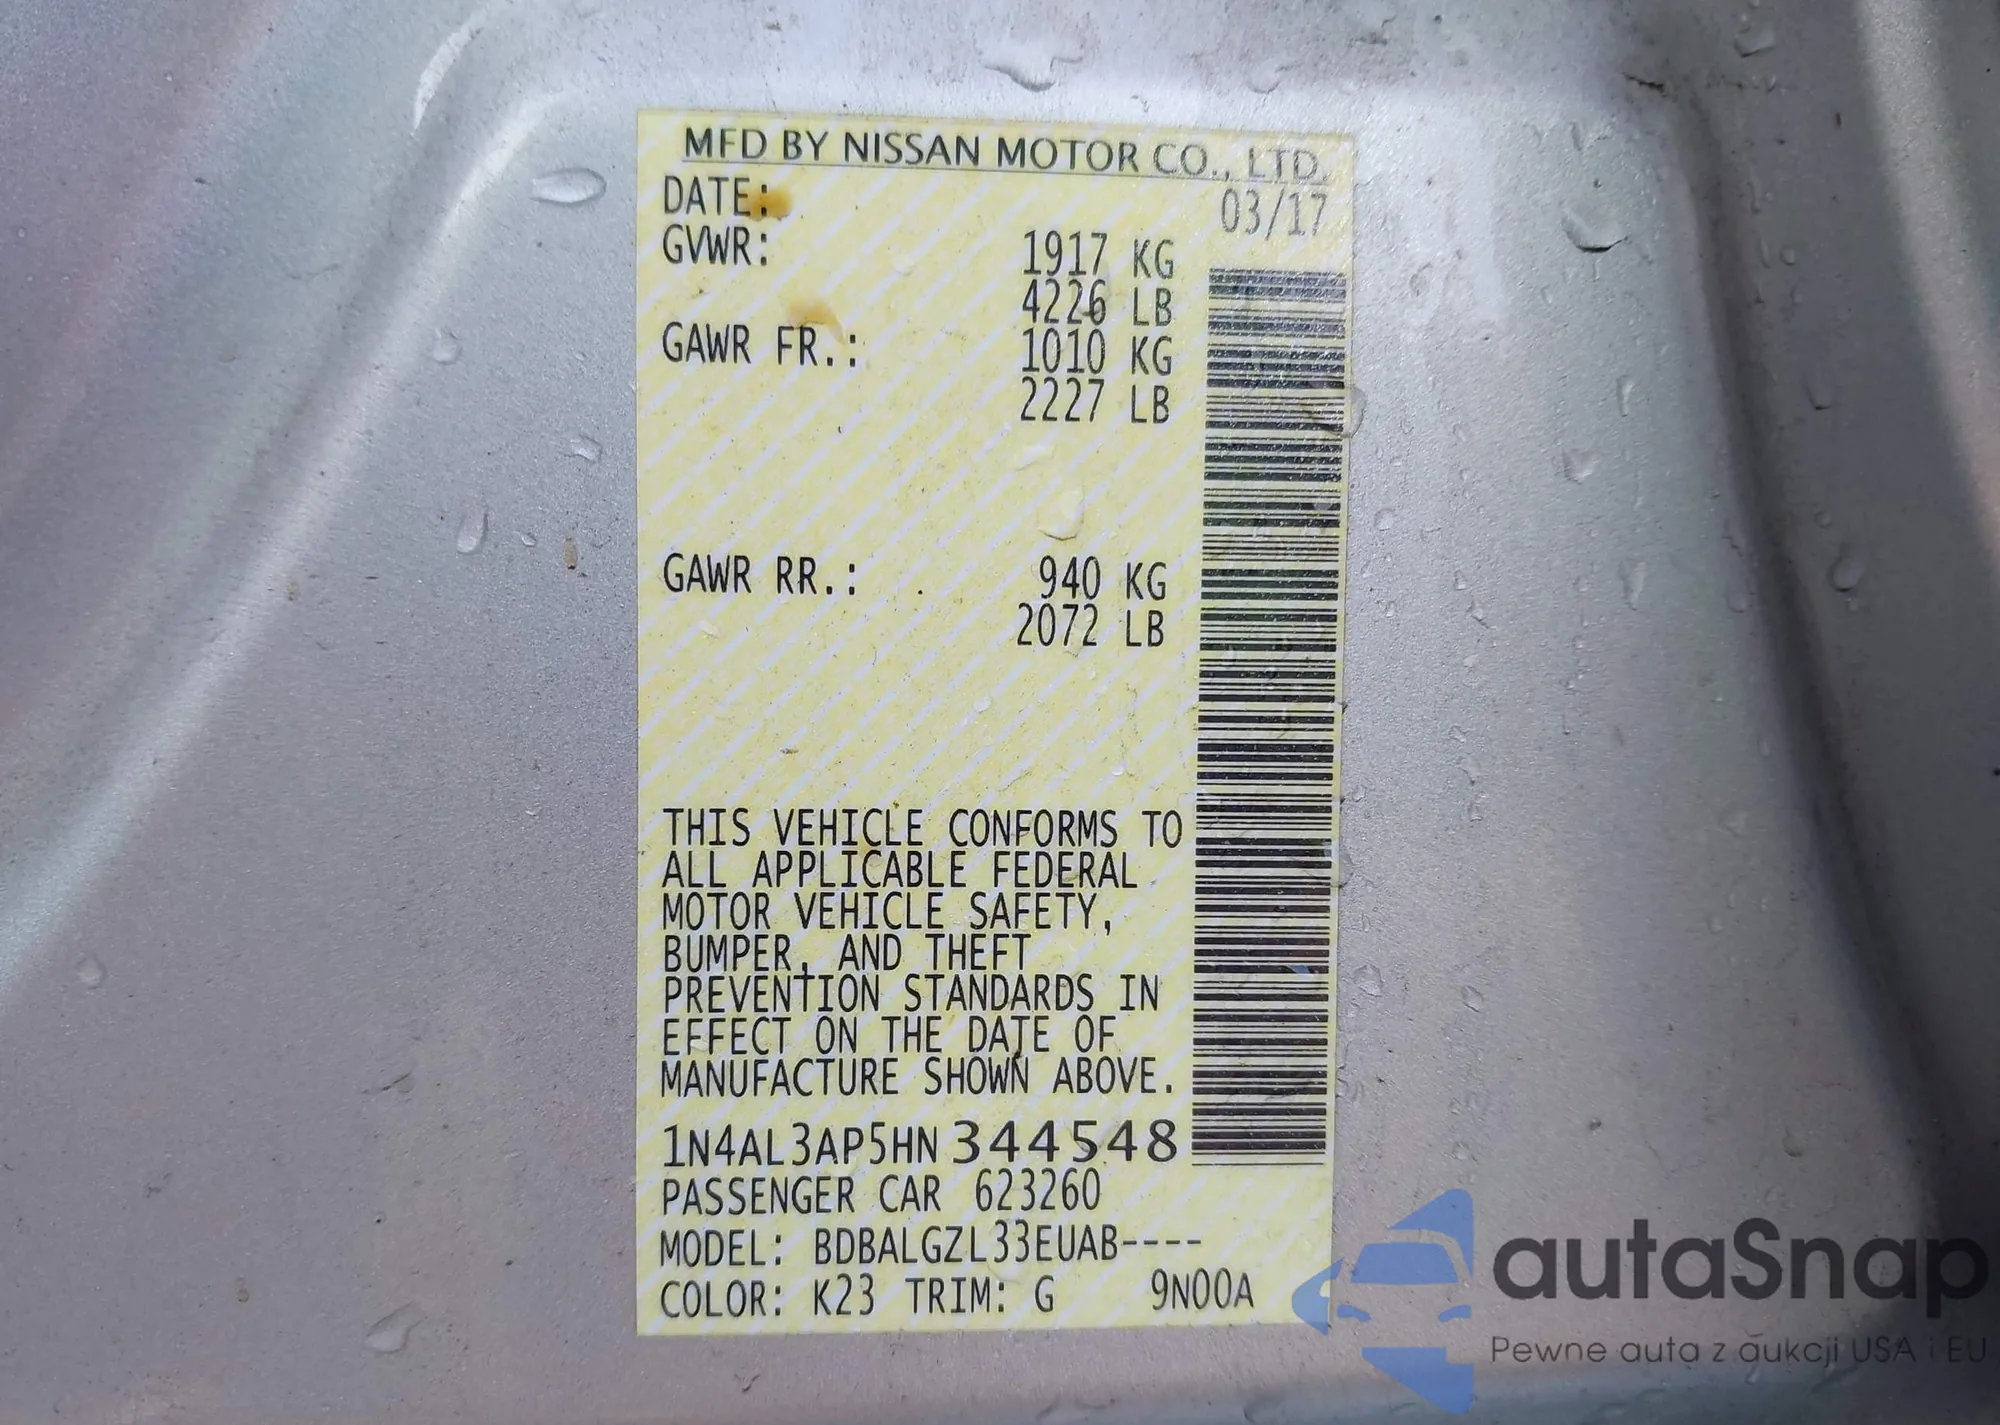 MFD BY NISSAN MOTOR CO., LTD.
DATE: 03/17
GVWR: 1917 KG
4226 LB
GAWR FR.: 1010 KG
2227 LB
GAWR RR.: 940 KG
2072 LB
THIS VEHICLE CONFORMS TO
ALL APPLICABLE FEDERAL
MOTOR VEHICLE SAFETY,
BUMPER, AND THEFT
PREVENTION STANDARDS IN
EFFECT ON THE DATE OF
MANUFACTURE SHOWN ABOVE.
1N4AL3AP5HN344548
PASSENGER CAR 623260
MODEL: BDBALGZL33EUAB----
COLOR: K23 TRIM: G 9N00A
autaSnap
Pewne auta z aukcji USA i EU